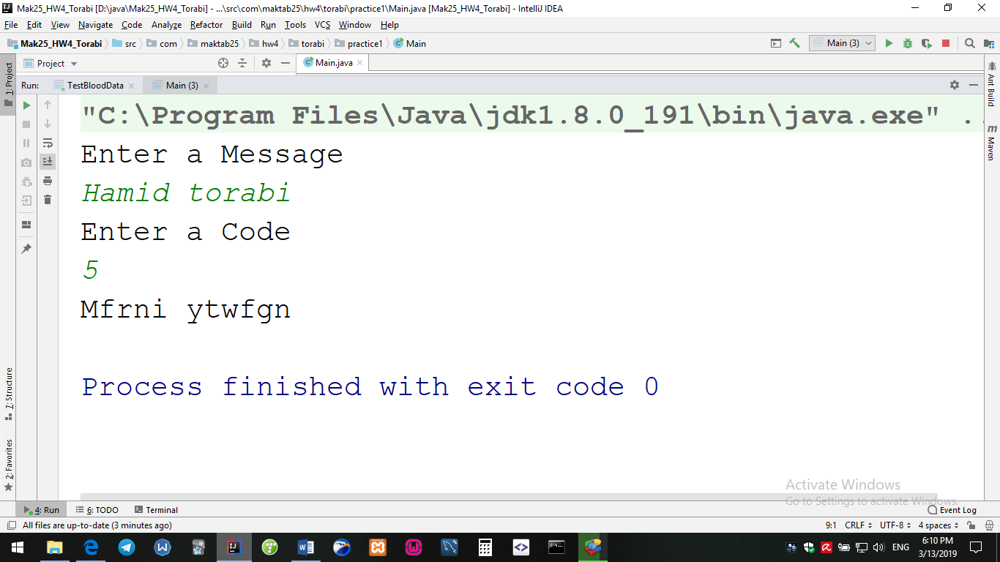 Mak25_HW4_Torabi [D:\java\Mak25_HW4_Torabi] - ...\src\com\maktab25\hw4\torabi\practice1\Main.java [Mak25_HW4_Torabi] - IntelliJ IDEA
File Edit View Navigate Code Analyze Refactor Build Run Tools VCS Window Help
Mak25_HW4_Torabi src com maktab25 hw4 torabi practice1 Main Main (3)
Project Main.java
1: Project
Run: TestBloodData Main (3)
Ant Build
Maven
"C:\Program Files\Java\jdk1.8.0_191\bin\java.exe" ..
Enter a Message
Hamid torabi
Enter a Code
5
Mfrni ytwfgn
Process finished with exit code 0
7: Structure
2: Favorites
Activate Windows
Go to Settings to activate Windows.
4: Run 6: TODO Terminal Event Log
All files are up-to-date (3 minutes ago) 9:1 CRLF UTF-8 4 spaces
ENG 6:10 PM
3/13/2019